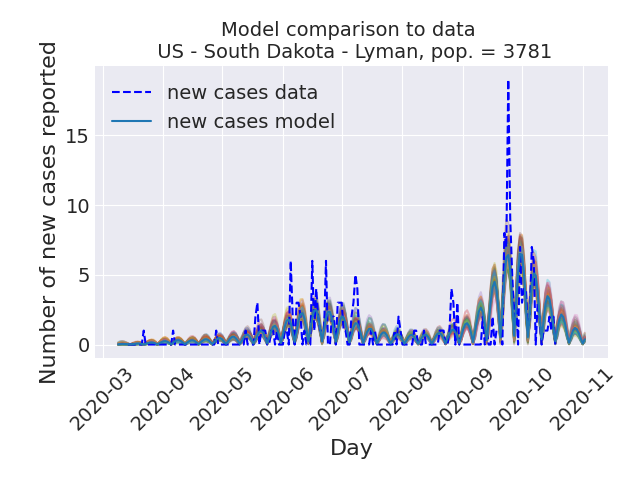 Model comparison to data
US - South Dakota - Lyman, pop. = 3781
new cases data
new cases model
Number of new cases reported
15
10
5
0
2020-03
2020-04
2020-05
2020-06
2020-07
2020-08
2020-09
2020-10
2020-11
Day